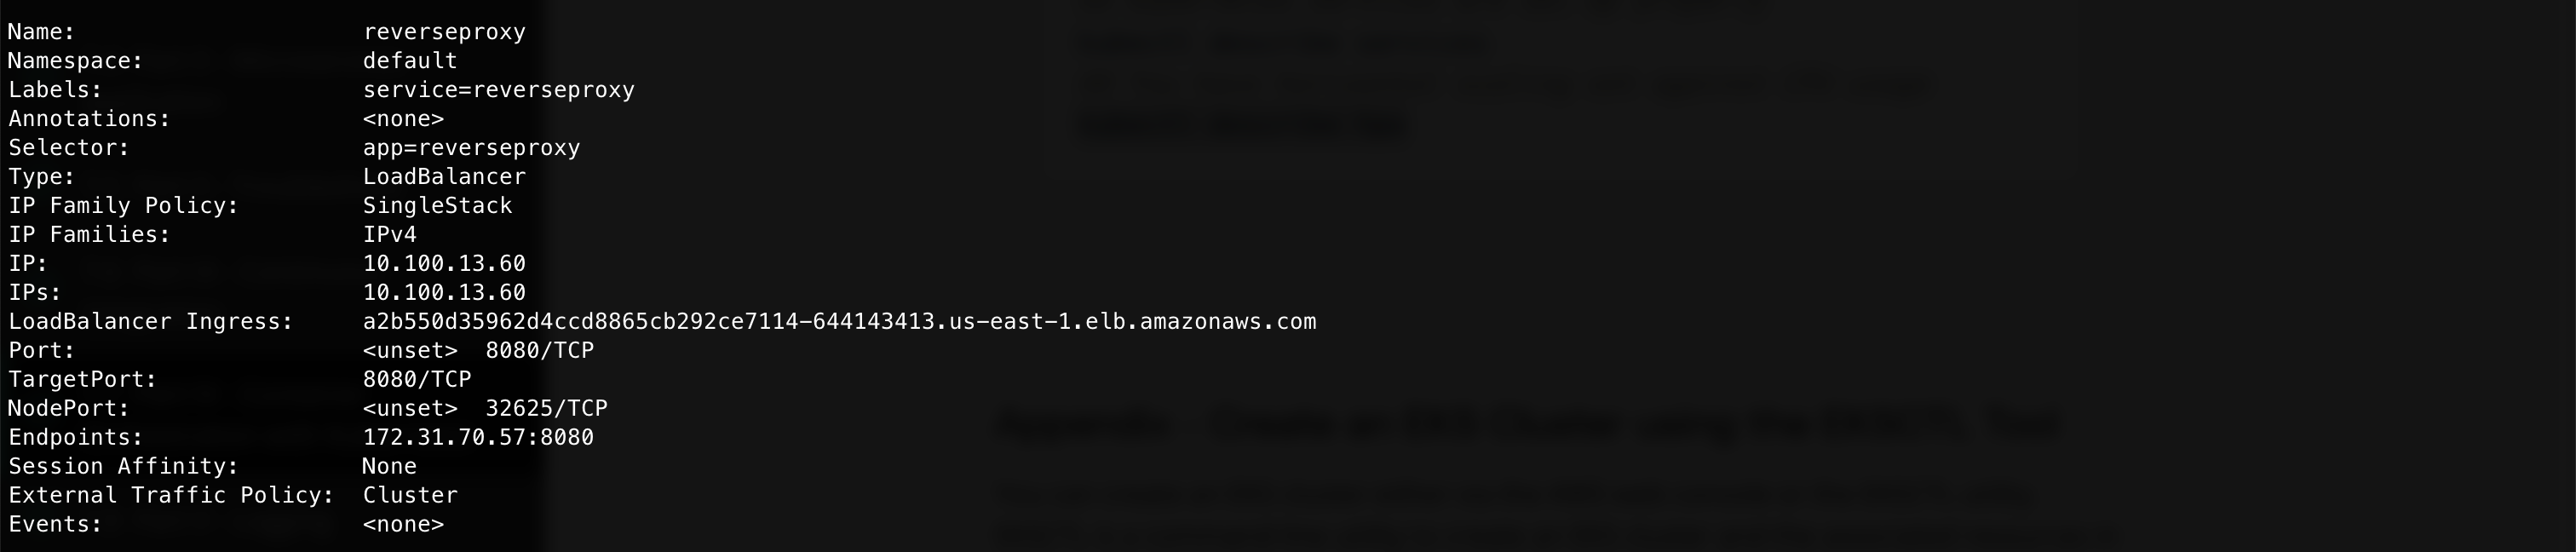 Name: reverseproxy
Namespace: default
Labels: service=reverseproxy
Annotations: <none>
Selector: app=reverseproxy
Type: LoadBalancer
IP Family Policy: SingleStack
IP Families: IPv4
IP: 10.100.13.60
IPs: 10.100.13.60
LoadBalancer Ingress: a2b550d35962d4ccd8865cb292ce7114-644143413.us-east-1.elb.amazonaws.com
Port: <unset> 8080/TCP
TargetPort: 8080/TCP
NodePort: <unset> 32625/TCP
Endpoints: 172.31.70.57:8080
Session Affinity: None
External Traffic Policy: Cluster
Events: <none>